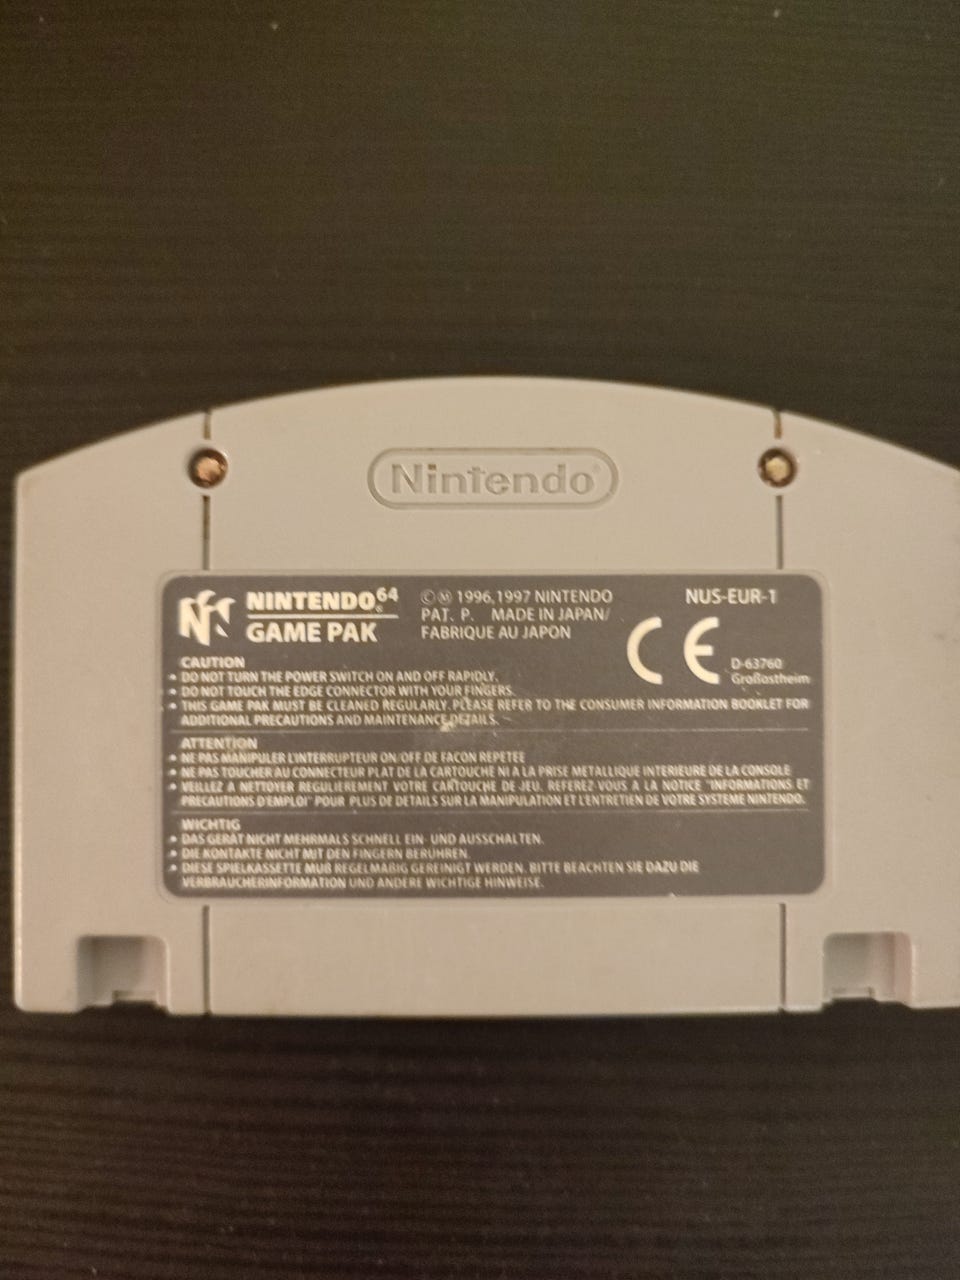 Nintendo®
NINTENDO®64
GAME PAK
©Ⓜ 1996,1997 NINTENDO
PAT. P. MADE IN JAPAN/
FABRIQUE AU JAPON
NUS-EUR-1
CE
D-63760
Großostheim
CAUTION
• DO NOT TURN THE POWER SWITCH ON AND OFF RAPIDLY.
• DO NOT TOUCH THE EDGE CONNECTOR WITH YOUR FINGERS.
• THIS GAME PAK MUST BE CLEANED REGULARLY. PLEASE REFER TO THE CONSUMER INFORMATION BOOKLET FOR
ADDITIONAL PRECAUTIONS AND MAINTENANCE DETAILS.
ATTENTION
• NE PAS MANIPULER L'INTERRUPTEUR ON/OFF DE FACON REPETEE
• NE PAS TOUCHER AU CONNECTEUR PLAT DE LA CARTOUCHE NI A LA PRISE METALLIQUE INTERIEURE DE LA CONSOLE
• VEILLEZ A NETTOYER REGULIEREMENT VOTRE CARTOUCHE DE JEU. REFEREZ-VOUS A LA NOTICE "INFORMATIONS ET
PRECAUTIONS D'EMPLOI" POUR PLUS DE DETAILS SUR LA MANIPULATION ET L'ENTRETIEN DE VOTRE SYSTEME NINTENDO.
WICHTIG
• DAS GERÄT NICHT MEHRMALS SCHNELL EIN- UND AUSSCHALTEN.
• DIE KONTAKTE NICHT MIT DEN FINGERN BERÜHREN.
• DIESE SPIELKASSETTE MUß REGELMÄßIG GEREINIGT WERDEN. BITTE BEACHTEN SIE DAZU DIE
VERBRAUCHERINFORMATION UND ANDERE WICHTIGE HINWEISE.